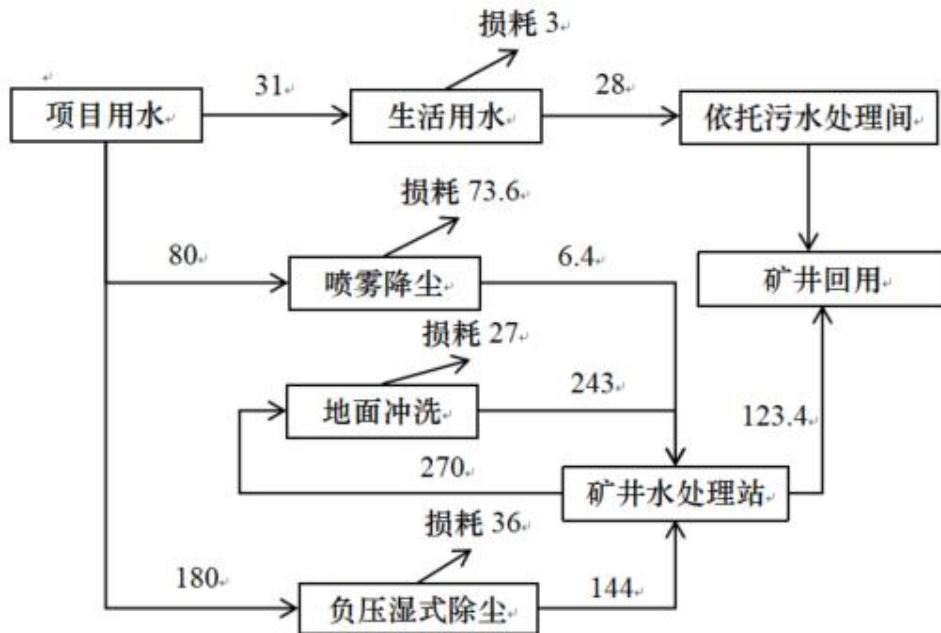 损耗 3
31
28
项目用水
生活用水
依托污水处理间
损耗 73.6
80
6.4
喷雾降尘
矿井回用
损耗 27
243
地面冲洗
123.4
270
矿井水处理站
损耗 36
180
144
负压湿式除尘